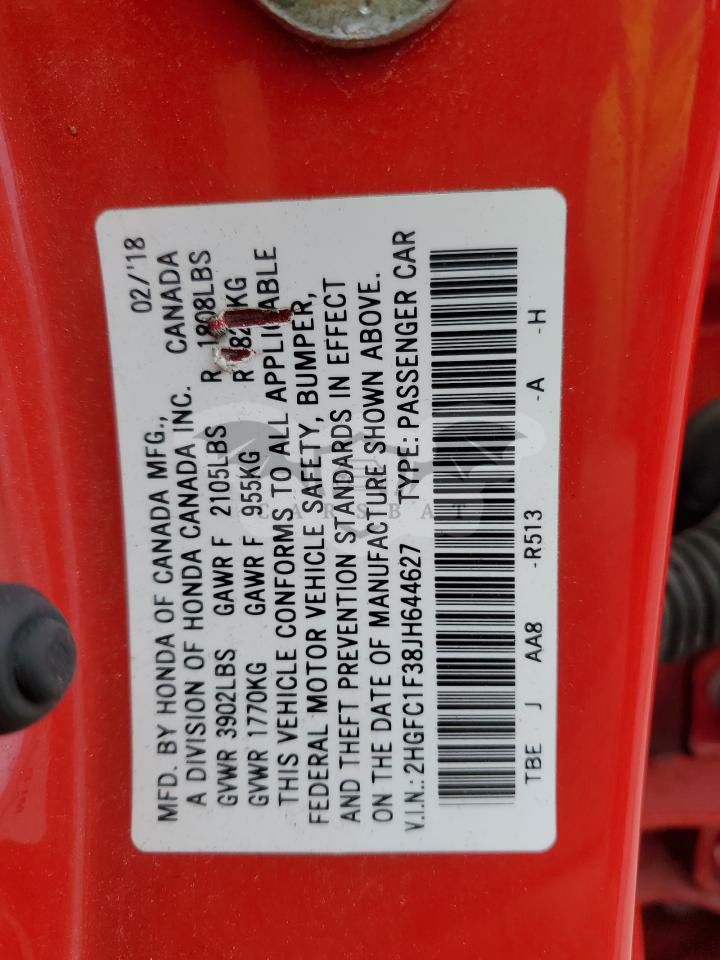 MFD. BY HONDA OF CANADA MFG., 02/'18
A DIVISION OF HONDA CANADA INC. CANADA
GVWR 3902LBS GAWR F 2105LBS R 1808LBS
GVWR 1770KG GAWR F 955KG R
THIS VEHICLE CONFORMS TO ALL APPLICABLE
FEDERAL MOTOR VEHICLE SAFETY, BUMPER,
AND THEFT PREVENTION STANDARDS IN EFFECT
ON THE DATE OF MANUFACTURE SHOWN ABOVE.
V.I.N.: 2HGFC1F38JH644627 TYPE: PASSENGER CAR
TBE J AA8 -R513 -A -H
CARSBAT